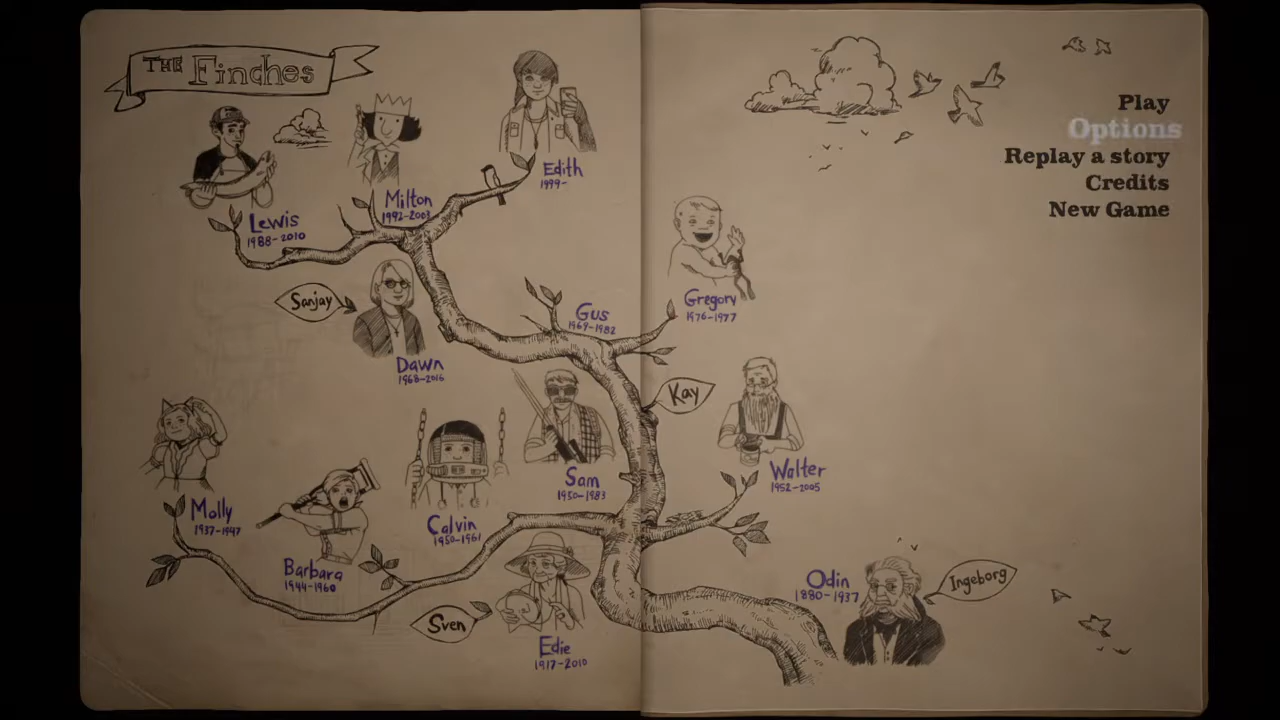 THE Finches
Edith
1999-
Milton
1992-2003
Lewis
1988-2010
Sanjay
Dawn
1968-2016
Gus
1969-1982
Gregory
1976-1977
Kay
Walter
1952-2005
Sam
1950-1983
Calvin
1950-1961
Molly
1937-1947
Barbara
1944-1960
Sven
Edie
1917-2010
Odin
1880-1937
Ingeborg
Play
Options
Replay a story
Credits
New Game